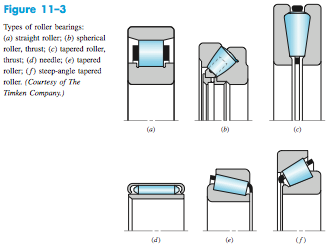 Figure 11–3
Types of roller bearings:
(a) straight roller; (b) spherical
roller, thrust; (c) tapered roller,
thrust; (d) needle; (e) tapered
roller; (f) steep-angle tapered
roller. (Courtesy of The
Timken Company.)
(a)
(b)
(c)
(d)
(e)
(f)